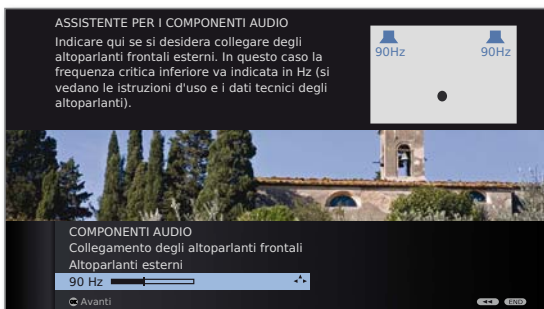 ASSISTENTE PER I COMPONENTI AUDIO
Indicare qui se si desidera collegare degli
altoparlanti frontali esterni. In questo caso la
frequenza critica inferiore va indicata in Hz (si
vedano le istruzioni d'uso e i dati tecnici degli
altoparlanti).
90Hz 90Hz
COMPONENTI AUDIO
Collegamento degli altoparlanti frontali
Altoparlanti esterni
90 Hz
OK Avanti
END